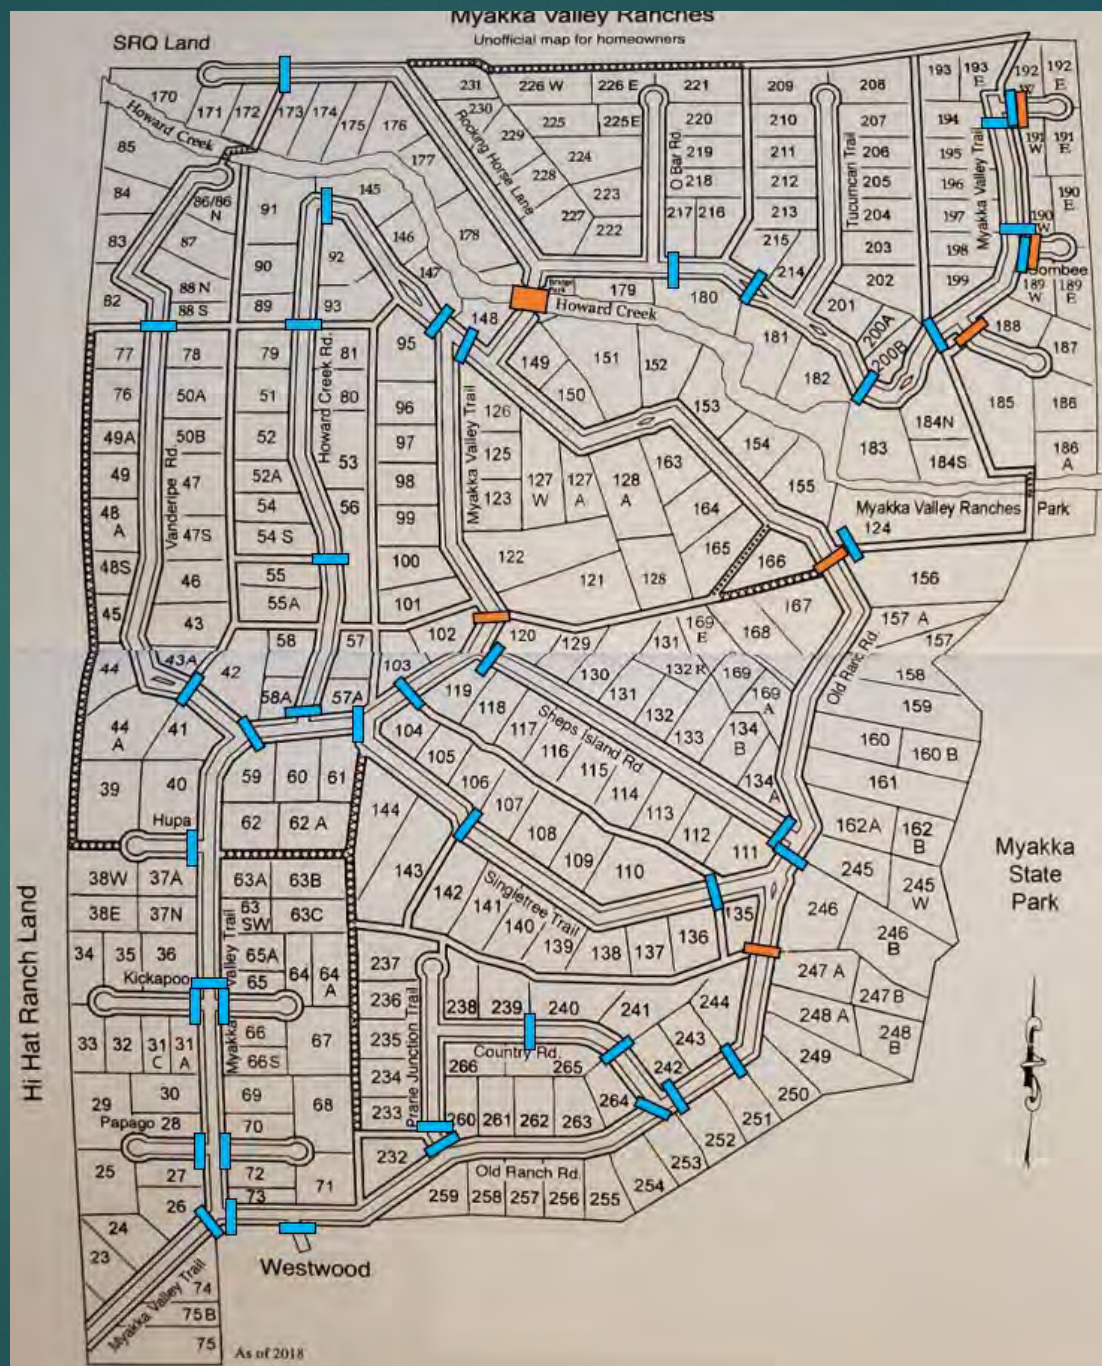 Myakka Valley Ranches
Unofficial map for homeowners
SRQ Land
170
171
172
173
174
175
176
177
178
Howard Creek
231
230
229
228
227
226 W
226 E
225
225 E
224
223
222
Rocking Horse Lane
221
220
219
218
217
216
O Bar Rd.
209
210
211
212
213
215
214
208
207
206
205
204
203
202
201
200A
200B
Tucumcari Trail
193
193 E
194
195
196
197
198
199
Myakka Valley Trail
192
192 E
191 W
191 E
190 W
190 E
189 W
189 E
188
187
186
186 A
185
184N
184S
183
182
181
180
179
Bridge Park
Howard Creek
85
84
83
82
86/86 N
87
88 N
88 S
91
90
89
92
93
145
146
147
148
149
150
151
152
153
154
155
77
76
49A
49
48 A
48S
45
44
44 A
78
50A
50B
47
47S
46
43
43A
42
41
Vanderipe Rd.
79
51
52
52A
54
54 S
55
55A
58
58A
81
80
53
56
57
57A
Howard Creek Rd.
95
96
97
98
99
100
101
102
103
Myakka Valley Trail
126
125
123
127 W
127 A
128 A
128
122
121
163
164
165
166
167
168
Myakka Valley Ranches Park
124
156
157 A
157
158
159
160
160 B
161
162A
162 B
Old Ranc Rd.
120
129
130
131
131
132 R
132
133
169 E
169
169 A
134 B
134 A
119
118
117
116
115
114
113
112
111
Sheps Island Rd.
104
105
106
107
108
109
110
39
40
Hupa
59
60
61
62
62 A
144
143
142
141
140
139
138
137
136
135
Singletree Trail
245
245 W
246
246 B
247 A
247 B
248 A
248 B
249
250
251
252
253
254
255
256
257
258
259
Myakka
State
Park
Hi Hat Ranch Land
38W
37A
38E
37N
34
35
36
Kickapoo
33
32
31 C
31 A
30
29
28
Papago
27
26
25
24
23
63A
63B
63 SW
63C
65A
65
64
64 A
66
66 S
67
68
69
70
71
72
73
74
75 B
75
Myakka Valley Trail
Myakka Valley Trail
237
236
235
234
233
232
Prarie Junction Trail
238
239
240
241
242
243
244
Country Rd.
266
265
264
260
261
262
263
Old Ranch Rd.
Westwood
As of 2018